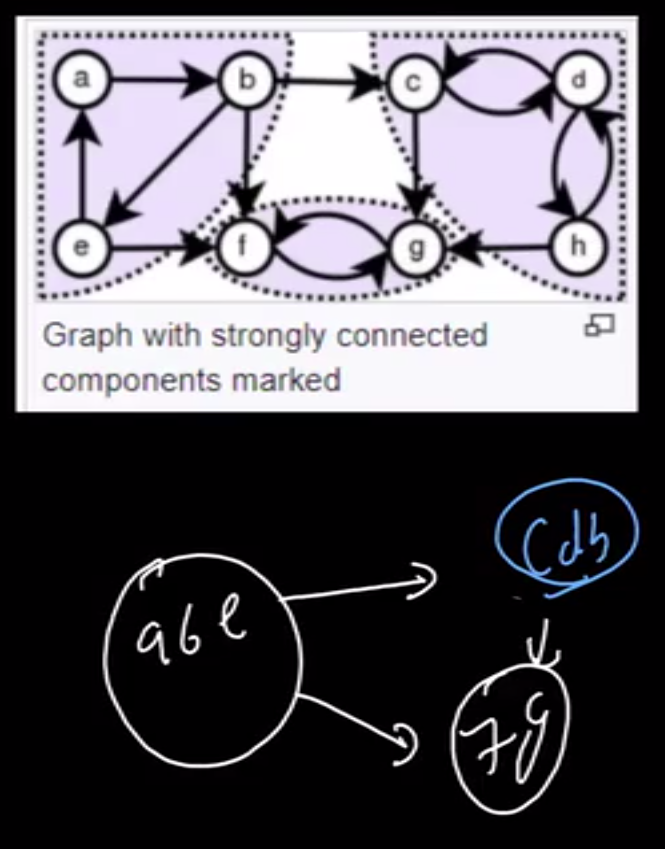 a b c d
e f g h
Graph with strongly connected
components marked
cdh
abe
fg